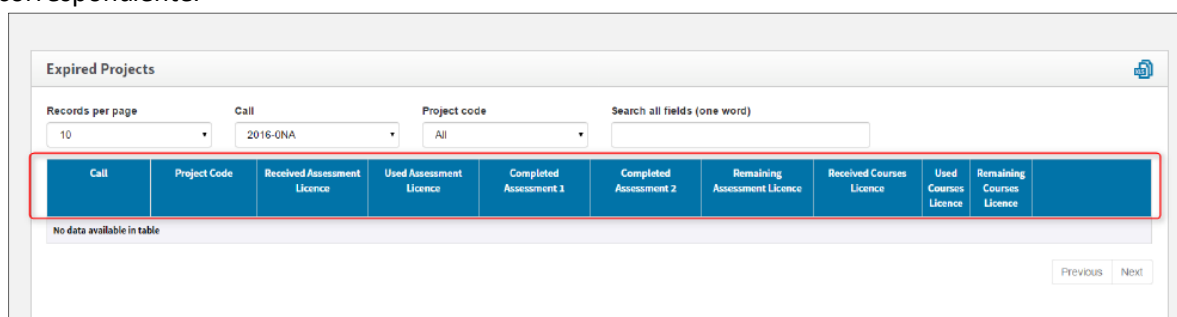 correspondiente.
Expired Projects
XLS
Records per page Call Project code Search all fields (one word)
10 2016-0NA All
Call Project Code Received Assessment Licence Used Assessment Licence Completed Assessment 1 Completed Assessment 2 Remaining Assessment Licence Received Courses Licence Used Courses Licence Remaining Courses Licence
No data available in table
Previous Next